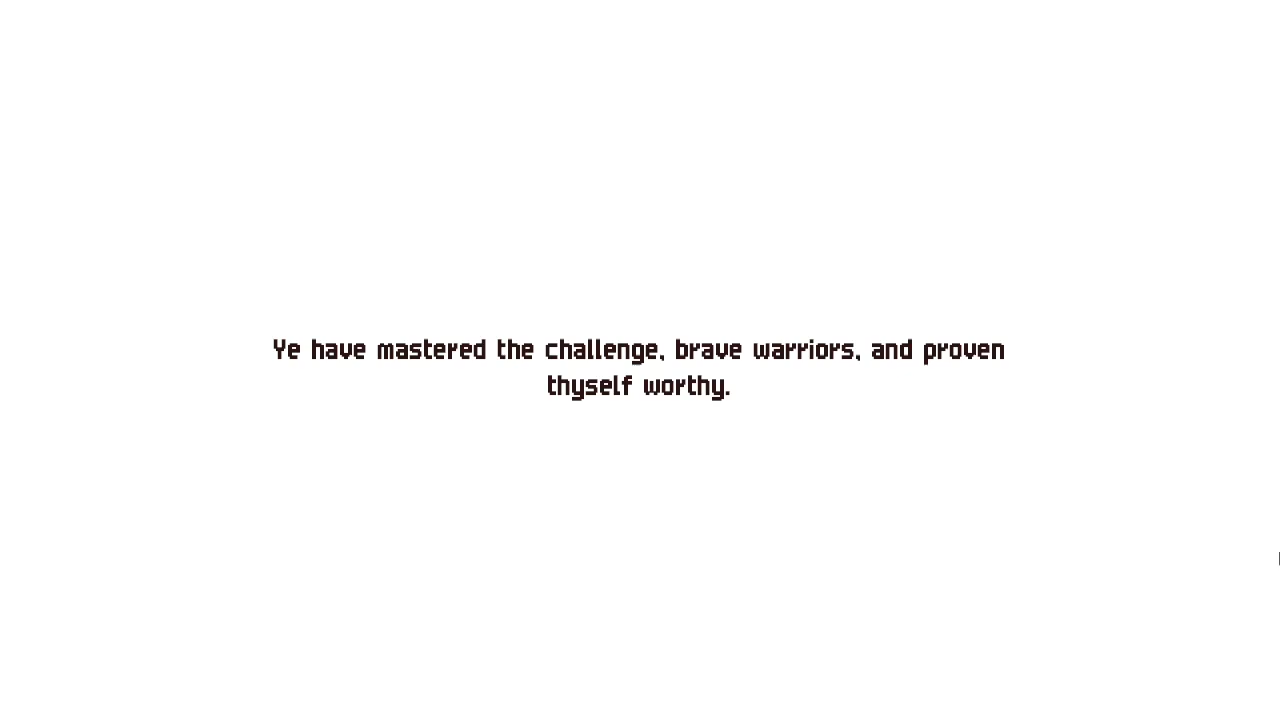 Ye have mastered the challenge, brave warriors, and proven
thyself worthy.